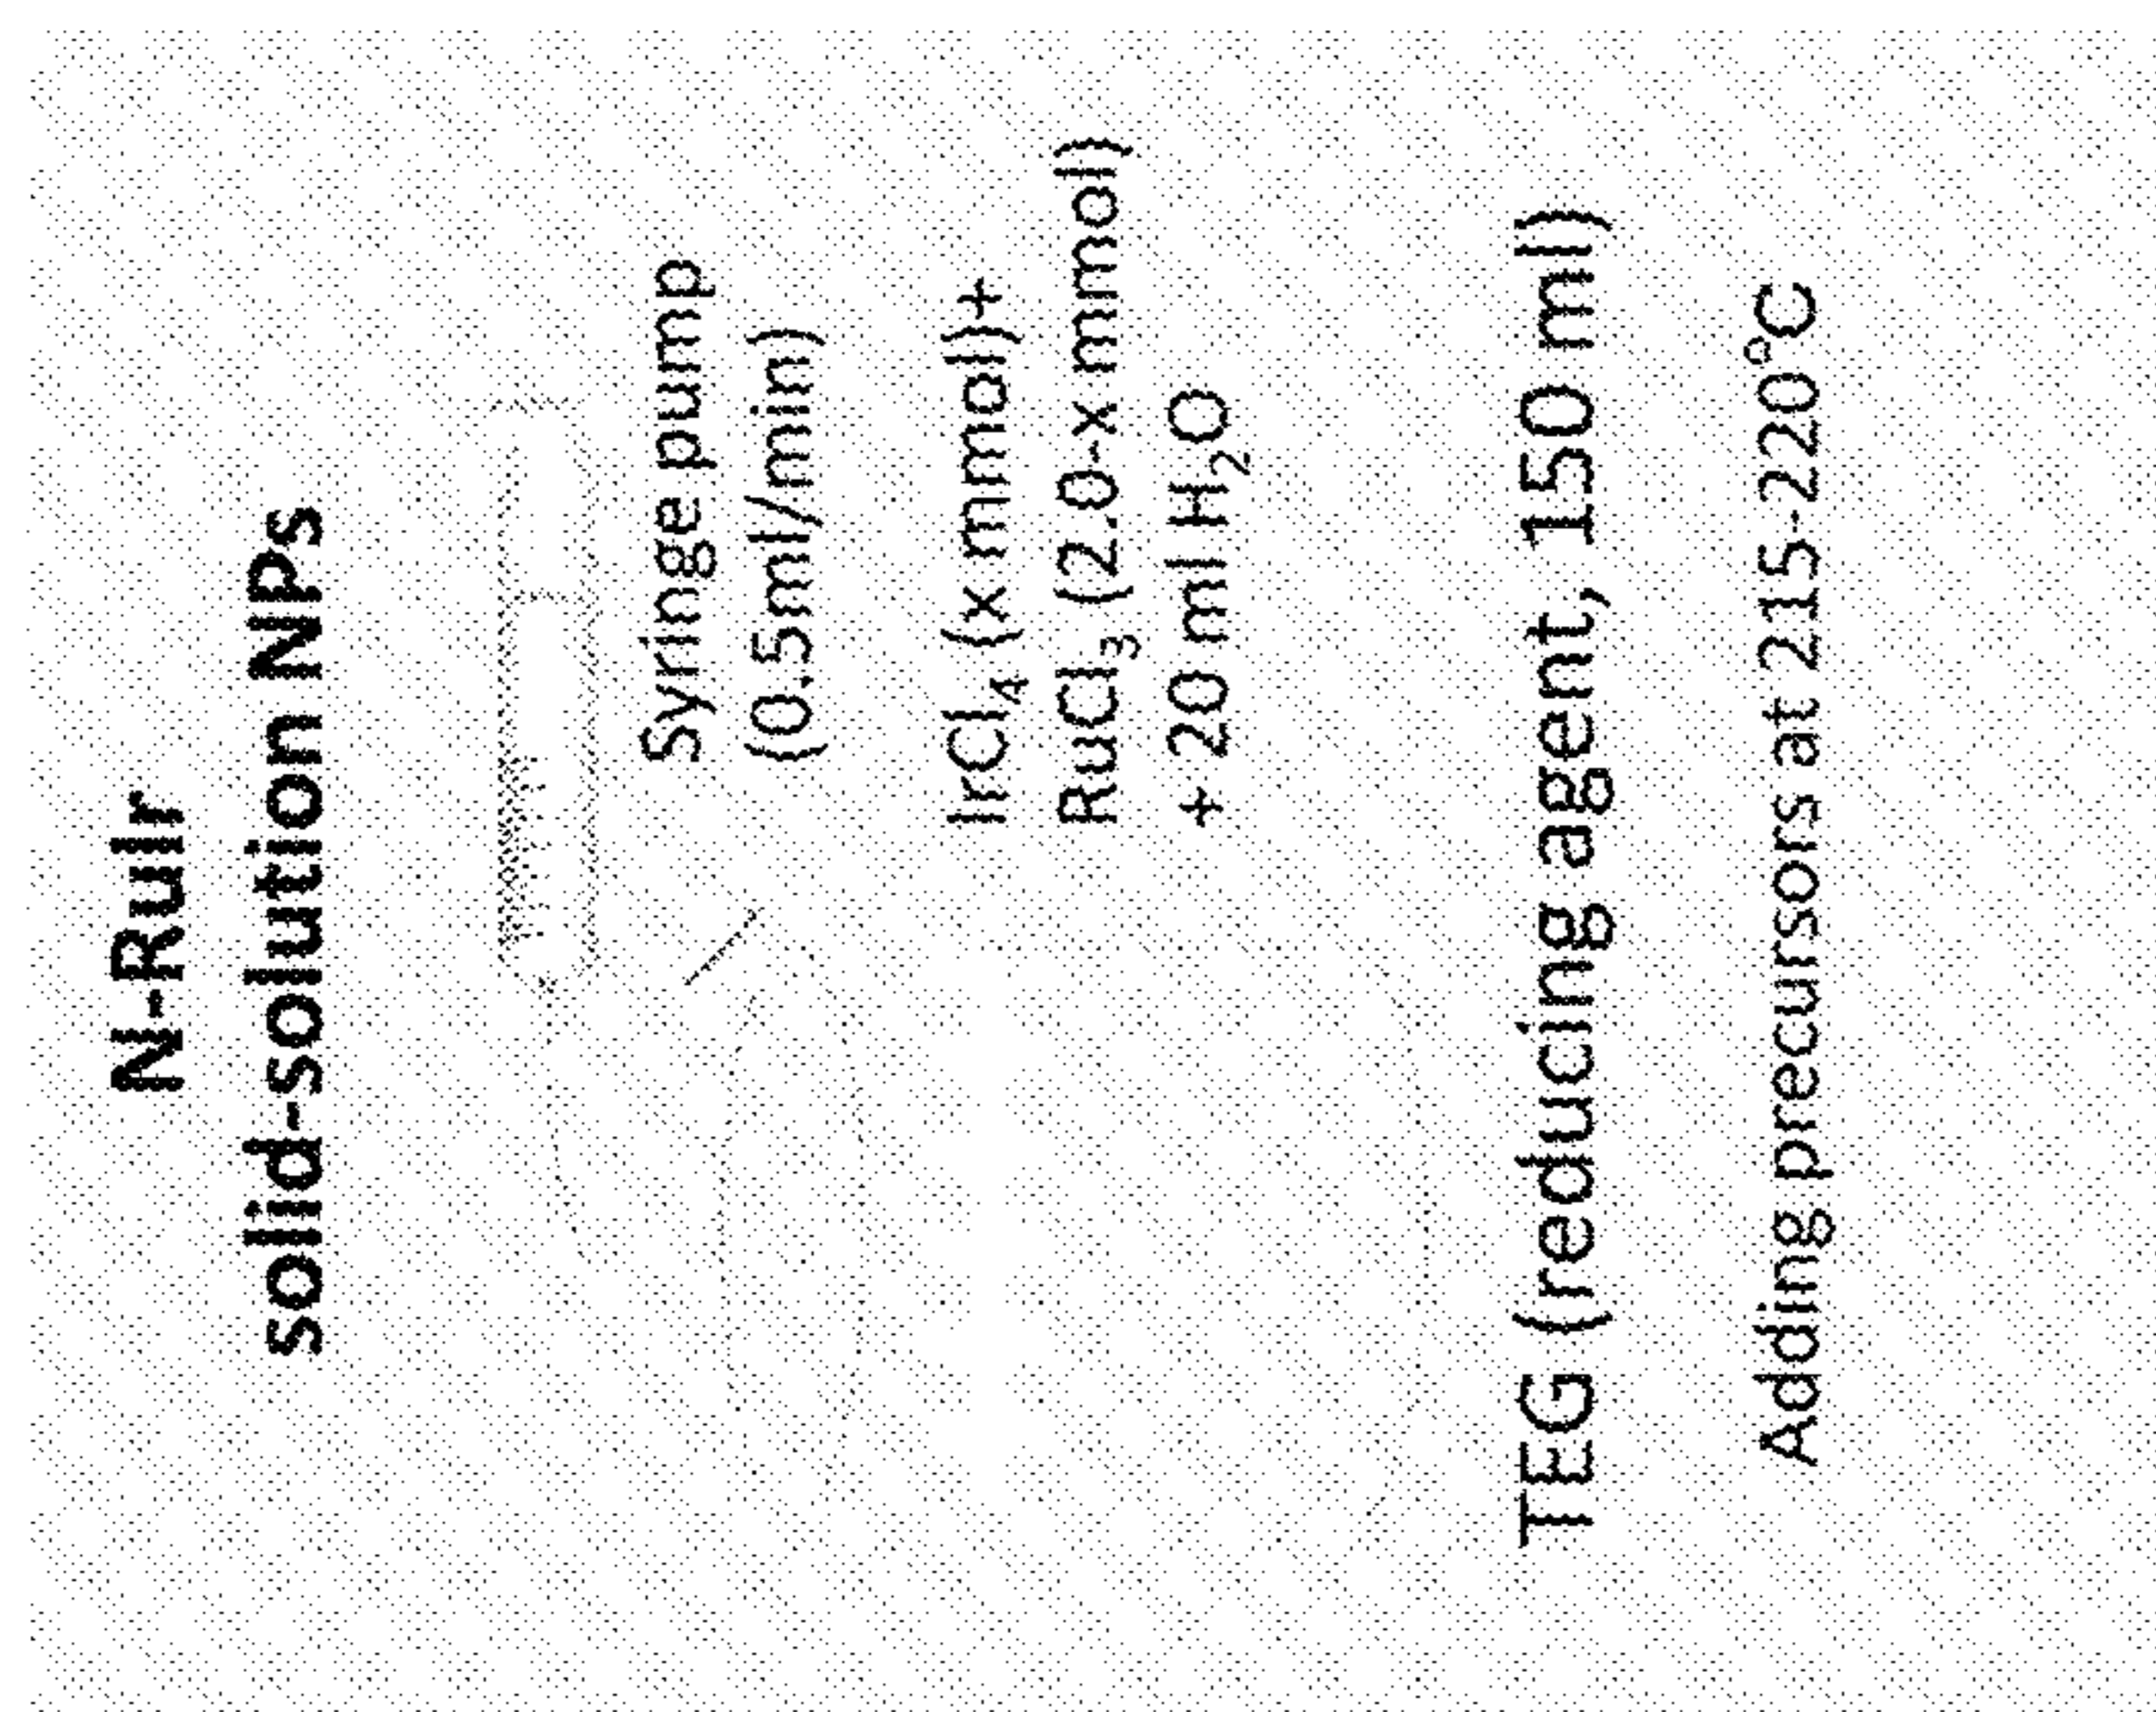 N-RuIr
solid-solution NPs
Syringe pump
(0.5ml/min)
IrCl₄ (x mmol)+
RuCl₃ (2.0-x mmol)
+ 20 ml H₂O
TEG (reducing agent, 150 ml)
Adding precursors at 215-220°C